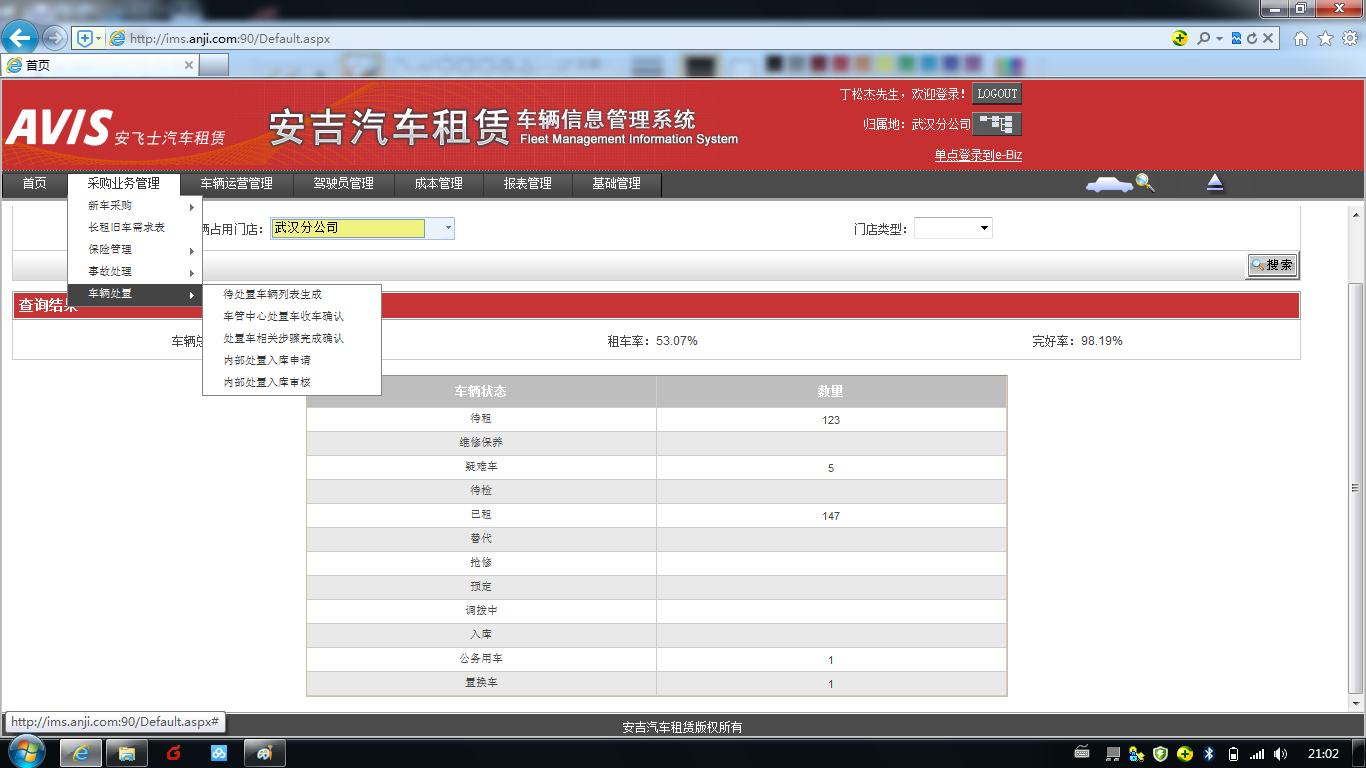 http://ims.anji.com:90/Default.aspx
首页
AVIS 安飞士汽车租赁
安吉汽车租赁 车辆信息管理系统
Fleet Management Information System
丁松杰先生，欢迎登录！ LOGOUT
归属地：武汉分公司
单点登录到e-Biz
首页 采购业务管理 车辆运营管理 驾驶员管理 成本管理 报表管理 基础管理
新车采购
长租旧车需求表
保险管理
事故处理
车辆处置
待处置车辆列表生成
车管中心处置车收车确认
处置车相关步骤完成确认
内部处置入库申请
内部处置入库审核
辆占用门店： 武汉分公司 门店类型：
搜索
查询结果
车辆总 租车率：53.07% 完好率：98.19%
车辆状态 数量
待租 123
维修保养
疑难车 5
待检
已租 147
替代
抢修
预定
调拨中
入库
公务用车 1
置换车 1
http://ims.anji.com:90/Default.aspx#
安吉汽车租赁版权所有
21:02